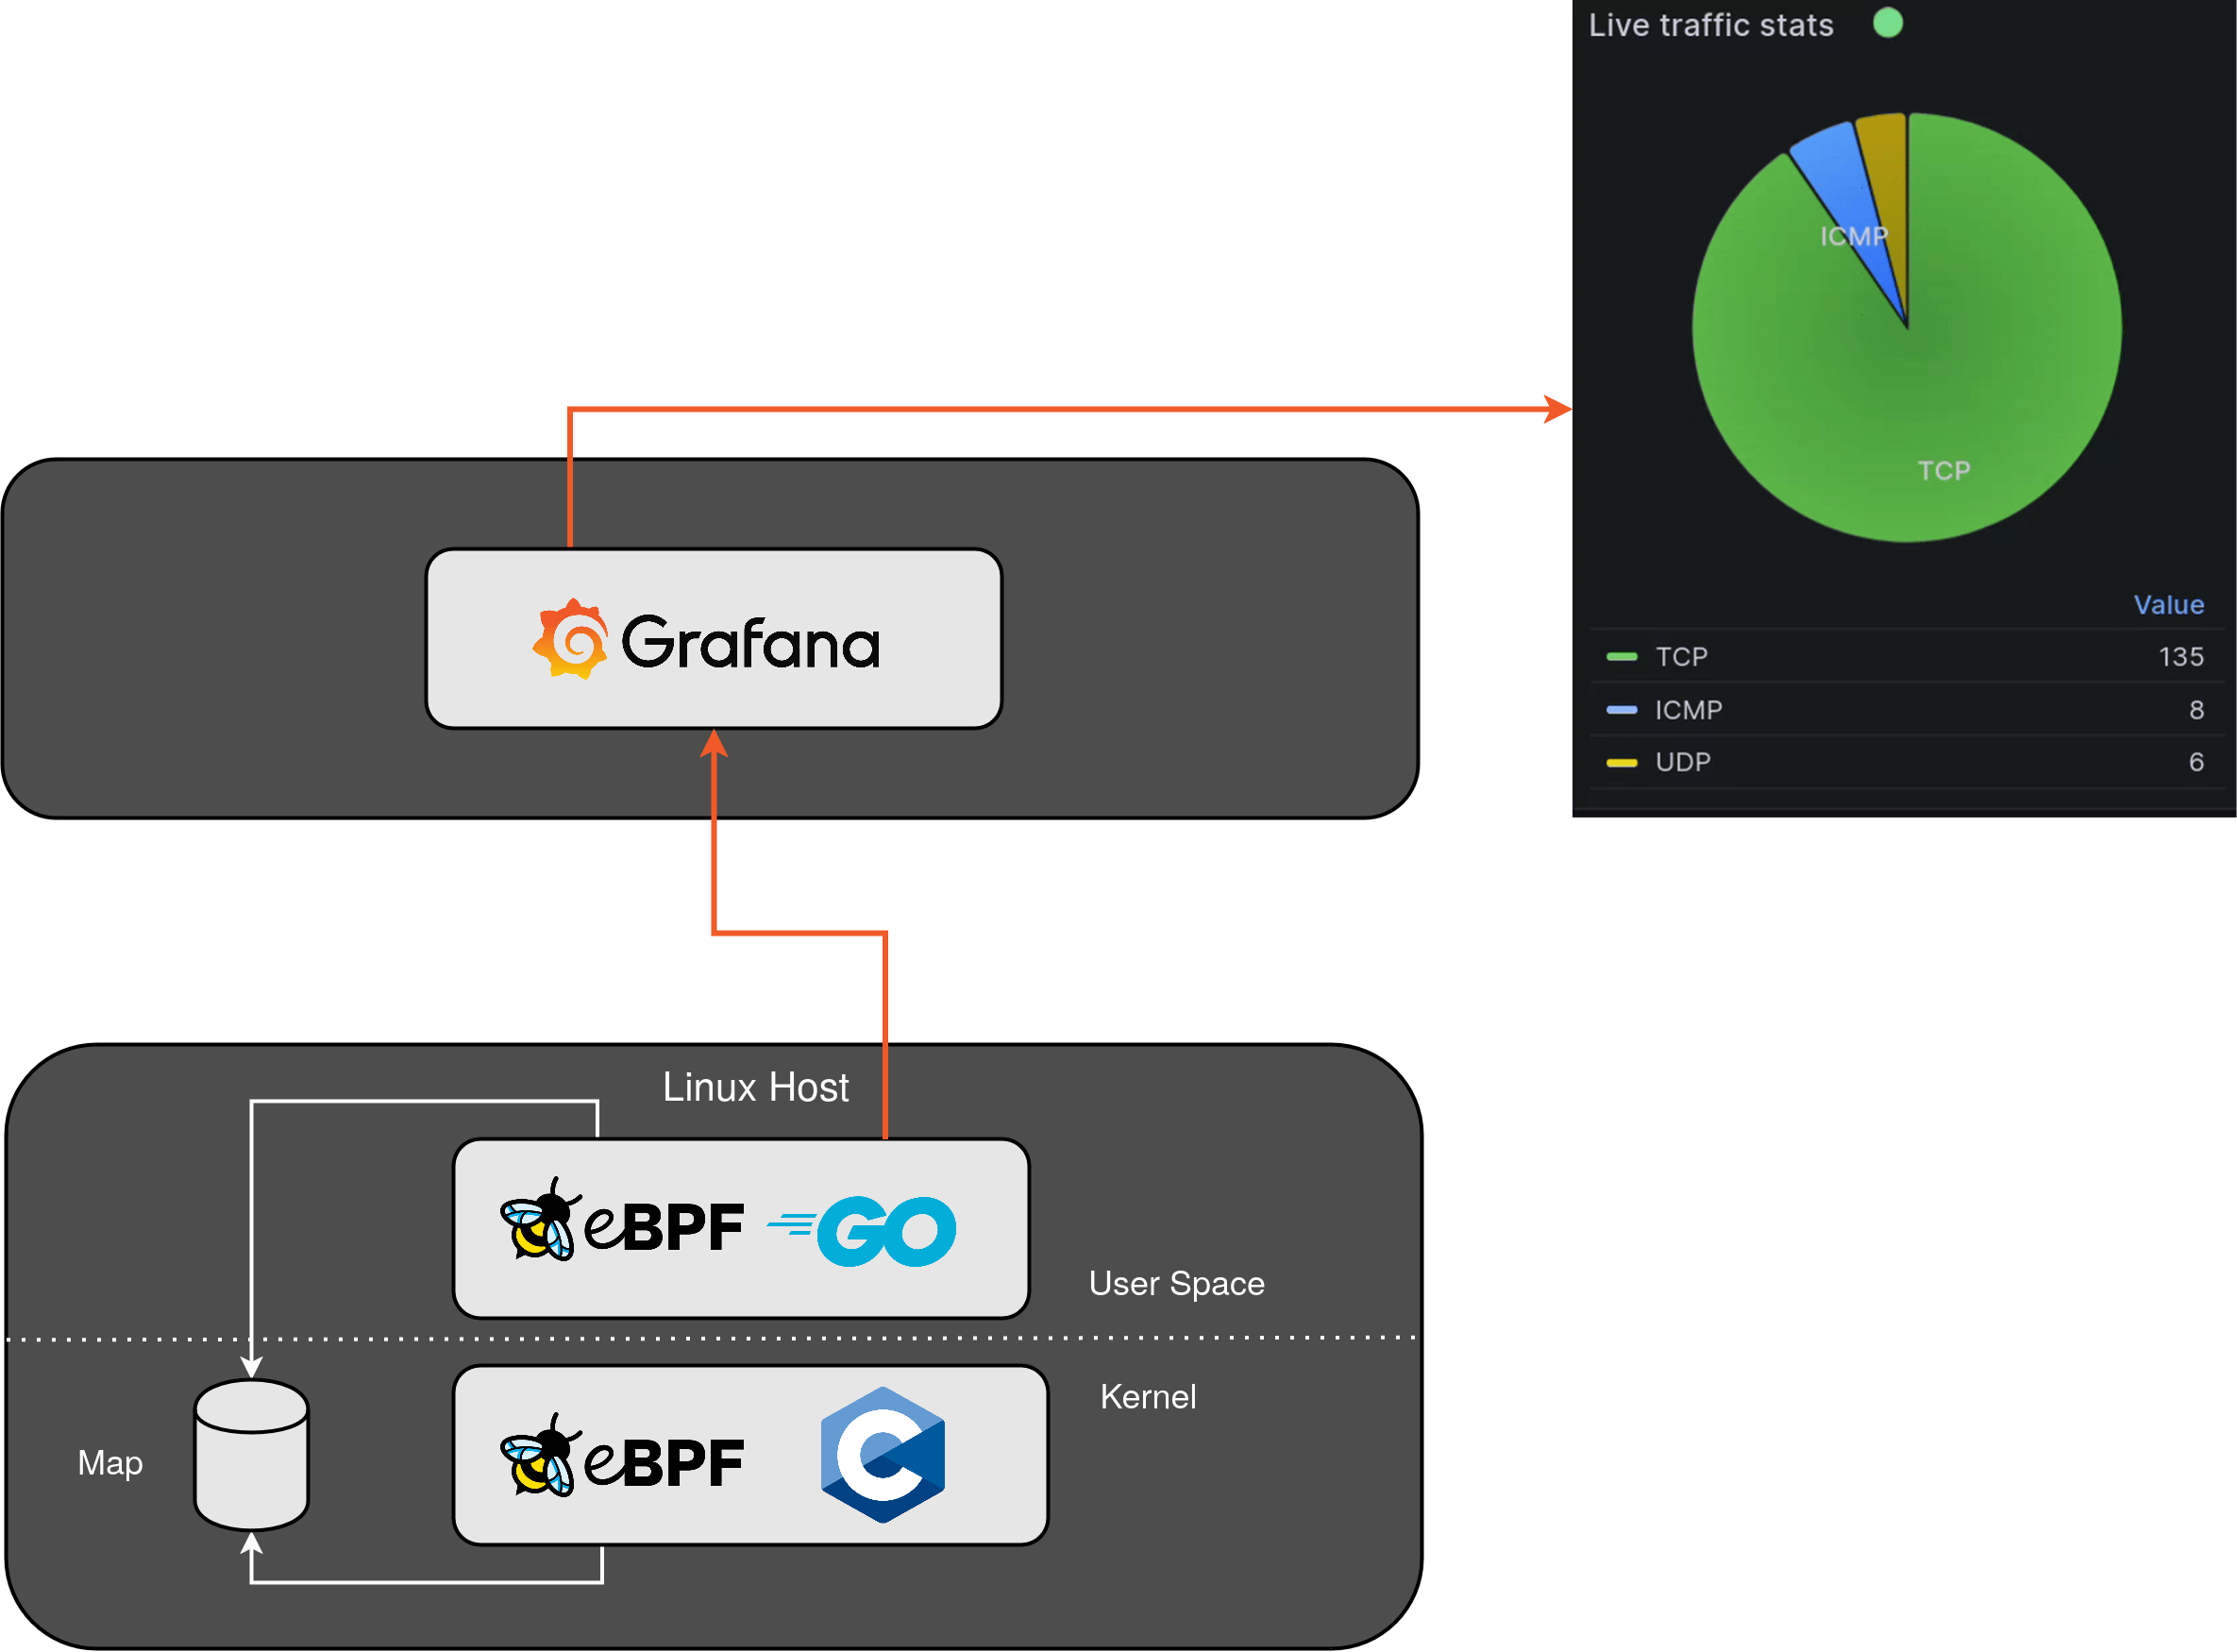 Live traffic stats
ICMP
TCP
Value
TCP 135
ICMP 8
UDP 6
Grafana
Linux Host
eBPF GO
User Space
Kernel
eBPF C
Map